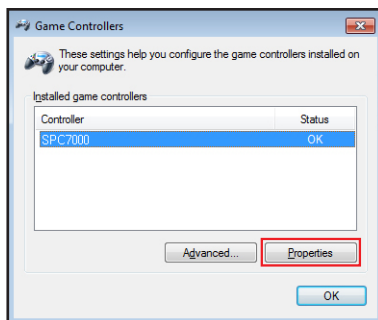 Game Controllers
These settings help you configure the game controllers installed on
your computer.
Installed game controllers
Controller Status
SPC7000 OK
Advanced... Properties
OK